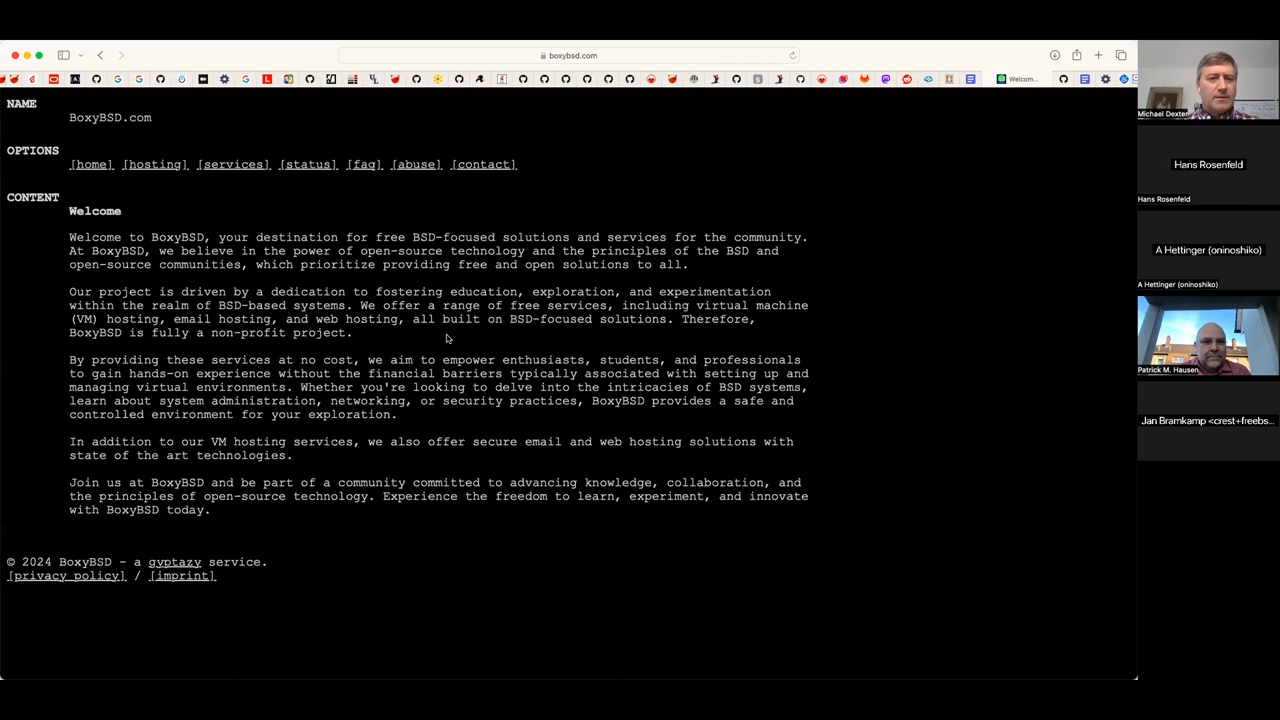 boxybsd.com
Welcom...
NAME
BoxyBSD.com
OPTIONS
[home] [hosting] [services] [status] [faq] [abuse] [contact]
CONTENT
Welcome
Welcome to BoxyBSD, your destination for free BSD-focused solutions and services for the community.
At BoxyBSD, we believe in the power of open-source technology and the principles of the BSD and
open-source communities, which prioritize providing free and open solutions to all.
Our project is driven by a dedication to fostering education, exploration, and experimentation
within the realm of BSD-based systems. We offer a range of free services, including virtual machine
(VM) hosting, email hosting, and web hosting, all built on BSD-focused solutions. Therefore,
BoxyBSD is fully a non-profit project.
By providing these services at no cost, we aim to empower enthusiasts, students, and professionals
to gain hands-on experience without the financial barriers typically associated with setting up and
managing virtual environments. Whether you're looking to delve into the intricacies of BSD systems,
learn about system administration, networking, or security practices, BoxyBSD provides a safe and
controlled environment for your exploration.
In addition to our VM hosting services, we also offer secure email and web hosting solutions with
state of the art technologies.
Join us at BoxyBSD and be part of a community committed to advancing knowledge, collaboration, and
the principles of open-source technology. Experience the freedom to learn, experiment, and innovate
with BoxyBSD today.
© 2024 BoxyBSD - a gyptazy service.
[privacy policy] / [imprint]
Michael Dexter
Hans Rosenfeld
Hans Rosenfeld
A Hettinger (oninoshiko)
A Hettinger (oninoshiko)
Patrick M. Hausen
Jan Bramkamp <crest+freebs...